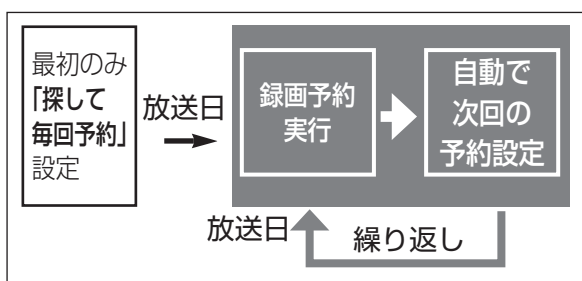 最初のみ
「探して
毎回予約」
設定
放送日
録画予約
実行
自動で
次回の
予約設定
放送日
繰り返し